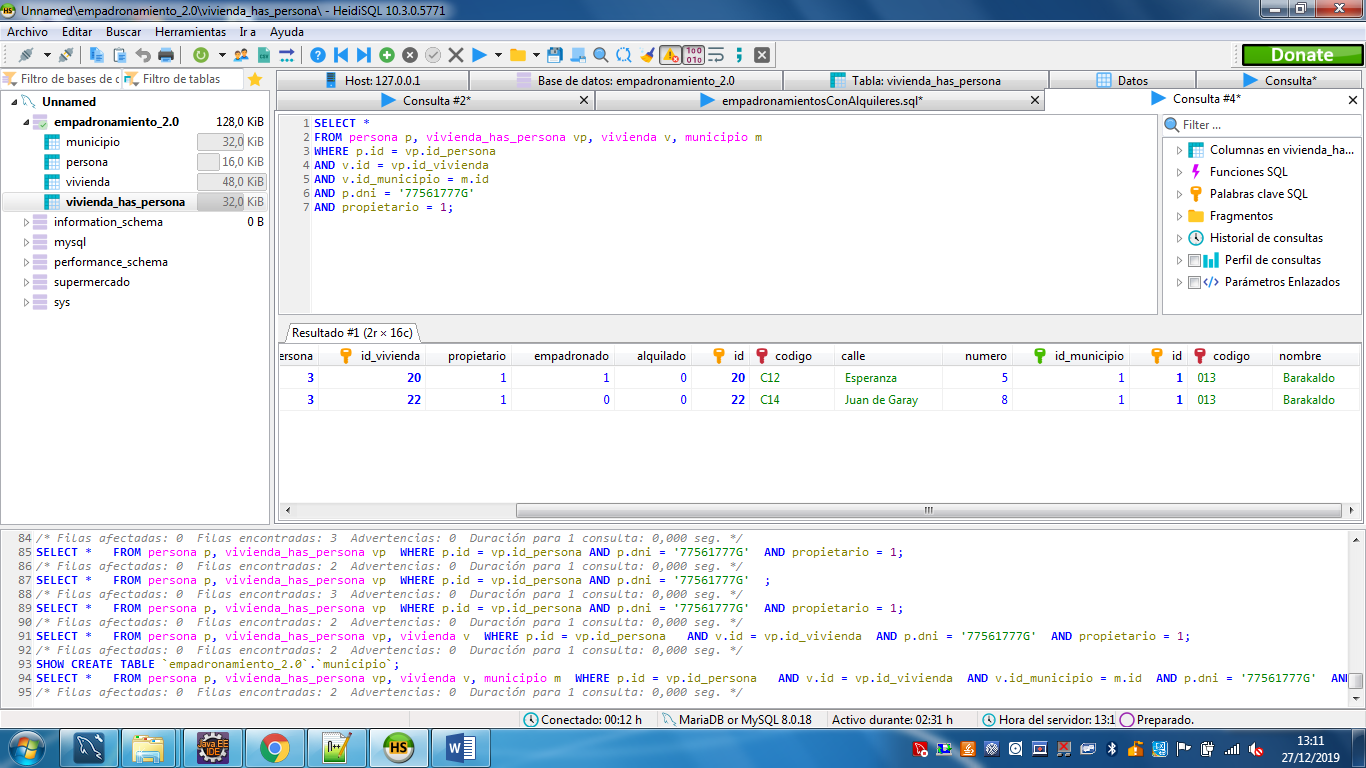 Unnamed\empadronamiento_2.0\vivienda_has_persona\ - HeidiSQL 10.3.0.5771
Archivo Editar Buscar Herramientas Ir a Ayuda
Donate
Filtro de bases de d Filtro de tablas
Host: 127.0.0.1 Base de datos: empadronamiento_2.0 Tabla: vivienda_has_persona Datos Consulta*
Consulta #2* empadronamientosConAlquileres.sql* Consulta #4*
Unnamed
empadronamiento_2.0 128,0 KiB
municipio 32,0 KiB
persona 16,0 KiB
vivienda 48,0 KiB
vivienda_has_persona 32,0 KiB
information_schema 0 B
mysql
performance_schema
supermercado
sys
1 SELECT *
2 FROM persona p, vivienda_has_persona vp, vivienda v, municipio m
3 WHERE p.id = vp.id_persona
4 AND v.id = vp.id_vivienda
5 AND v.id_municipio = m.id
6 AND p.dni = '77561777G'
7 AND propietario = 1;
Filter ...
Columnas en vivienda_ha...
Funciones SQL
Palabras clave SQL
Fragmentos
Historial de consultas
Perfil de consultas
Parámetros Enlazados
Resultado #1 (2r × 16c)
ersona id_vivienda propietario empadronado alquilado id codigo calle numero id_municipio id codigo nombre
3 20 1 1 0 20 C12 Esperanza 5 1 1 013 Barakaldo
3 22 1 0 0 22 C14 Juan de Garay 8 1 1 013 Barakaldo
84 /* Filas afectadas: 0 Filas encontradas: 3 Advertencias: 0 Duración para 1 consulta: 0,000 seg. */
85 SELECT * FROM persona p, vivienda_has_persona vp WHERE p.id = vp.id_persona AND p.dni = '77561777G' AND propietario = 1;
86 /* Filas afectadas: 0 Filas encontradas: 2 Advertencias: 0 Duración para 1 consulta: 0,000 seg. */
87 SELECT * FROM persona p, vivienda_has_persona vp WHERE p.id = vp.id_persona AND p.dni = '77561777G' ;
88 /* Filas afectadas: 0 Filas encontradas: 3 Advertencias: 0 Duración para 1 consulta: 0,000 seg. */
89 SELECT * FROM persona p, vivienda_has_persona vp WHERE p.id = vp.id_persona AND p.dni = '77561777G' AND propietario = 1;
90 /* Filas afectadas: 0 Filas encontradas: 2 Advertencias: 0 Duración para 1 consulta: 0,000 seg. */
91 SELECT * FROM persona p, vivienda_has_persona vp, vivienda v WHERE p.id = vp.id_persona AND v.id = vp.id_vivienda AND p.dni = '77561777G' AND propietario = 1;
92 /* Filas afectadas: 0 Filas encontradas: 2 Advertencias: 0 Duración para 1 consulta: 0,000 seg. */
93 SHOW CREATE TABLE `empadronamiento_2.0`.`municipio`;
94 SELECT * FROM persona p, vivienda_has_persona vp, vivienda v, municipio m WHERE p.id = vp.id_persona AND v.id = vp.id_vivienda AND v.id_municipio = m.id AND p.dni = '77561777G' AN
95 /* Filas afectadas: 0 Filas encontradas: 2 Advertencias: 0 Duración para 1 consulta: 0,000 seg. */
Conectado: 00:12 h MariaDB or MySQL 8.0.18 Activo durante: 02:31 h Hora del servidor: 13:1 Preparado.
Java EE IDE
HS
W
13:11
27/12/2019